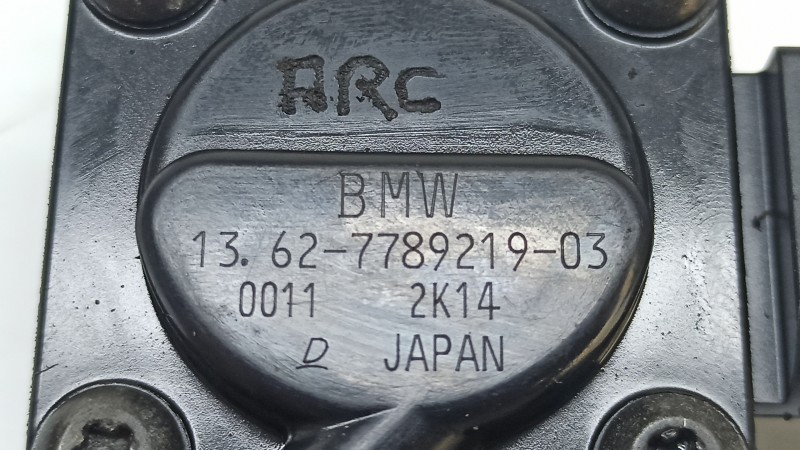 ARC
BMW
13.62-7789219-03
0011 2K14
D JAPAN